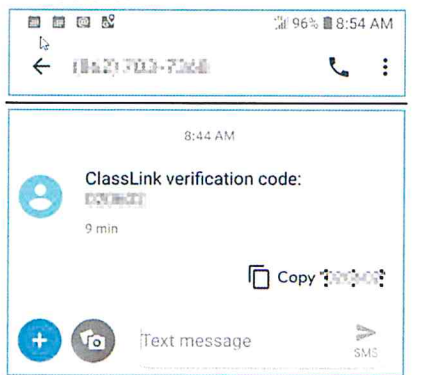 96% 8:54 AM
8:44 AM
ClassLink verification code:
9 min
Copy
Text message
SMS